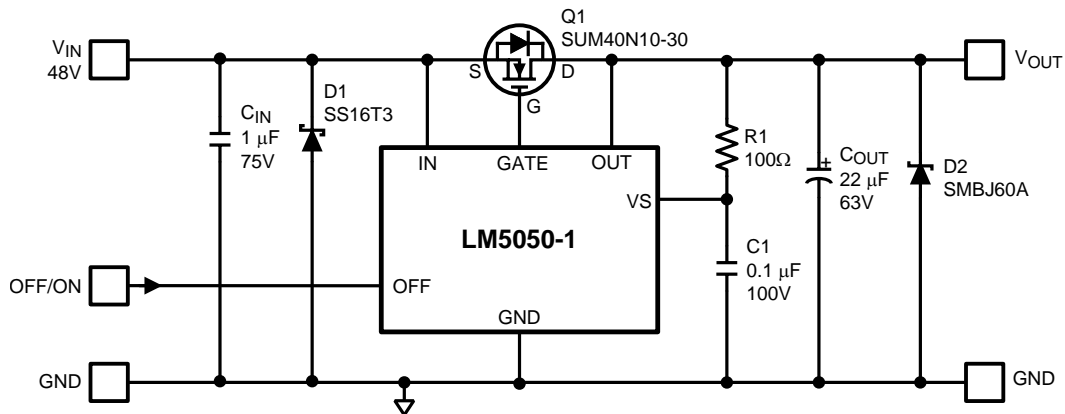 Q1
SUM40N10-30
VIN
48V
S
D
G
VOUT
D1
SS16T3
CIN
1 μF
75V
R1
100Ω
COUT
+
22 μF
63V
D2
SMBJ60A
IN
GATE
OUT
VS
LM5050-1
C1
0.1 μF
100V
OFF/ON
OFF
GND
GND
GND